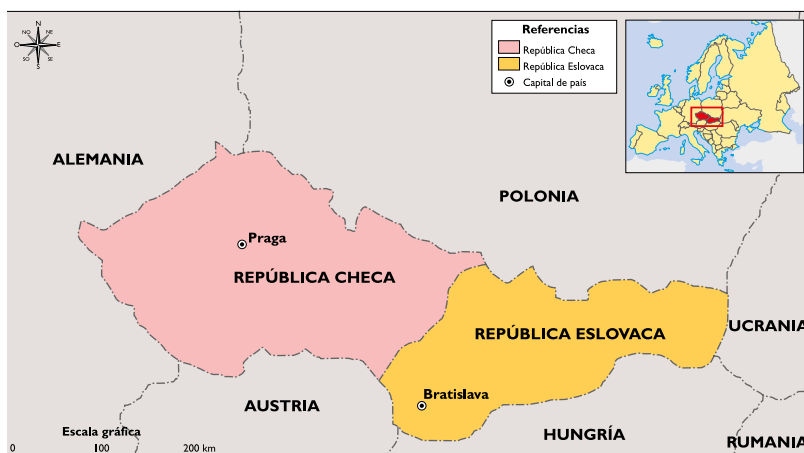 N
NO NE
O E
SO SE
S
Referencias
República Checa
República Eslovaca
Capital de país
ALEMANIA
POLONIA
Praga
REPÚBLICA CHECA
REPÚBLICA ESLOVACA
UCRANIA
Bratislava
AUSTRIA
HUNGRÍA
RUMANIA
Escala gráfica
0 100 200 km